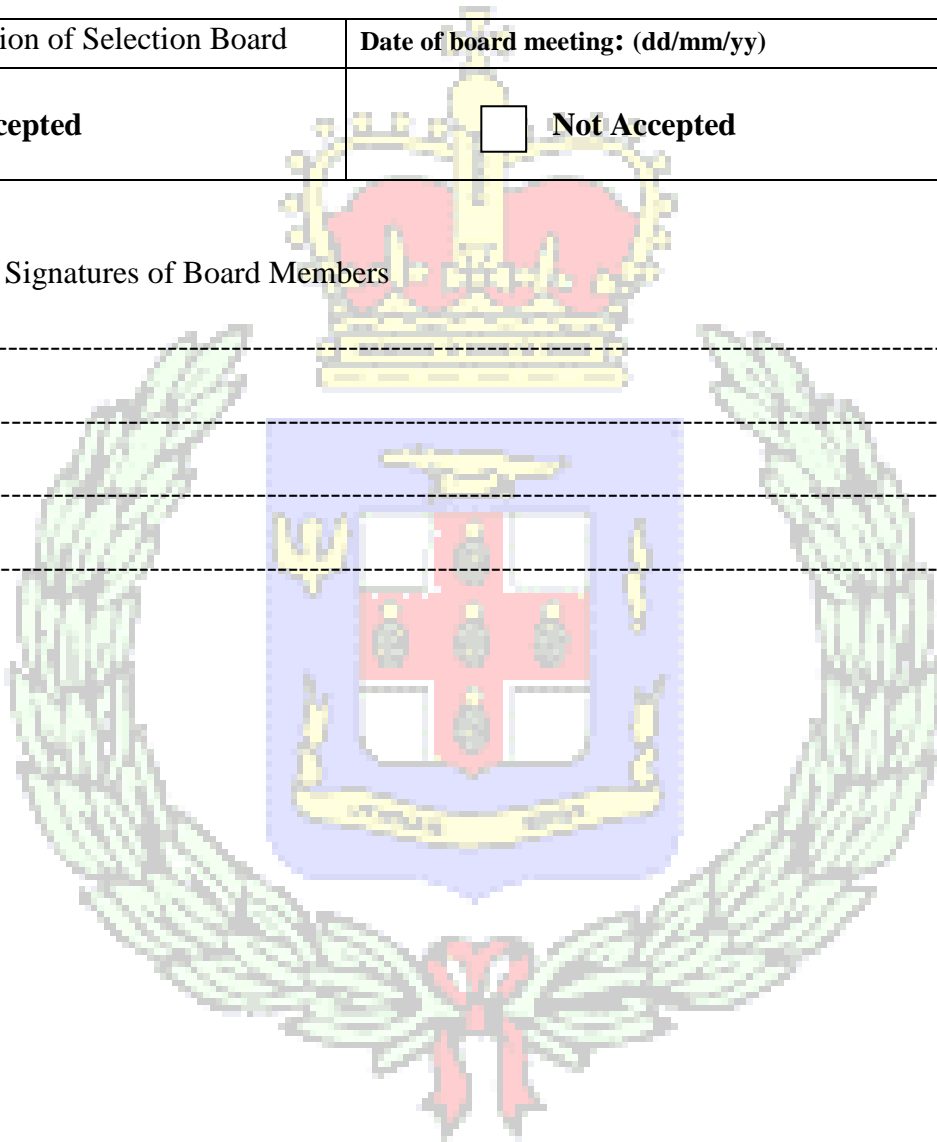 ion of Selection Board Date of board meeting: (dd/mm/yy)
cepted Not Accepted
Signatures of Board Members